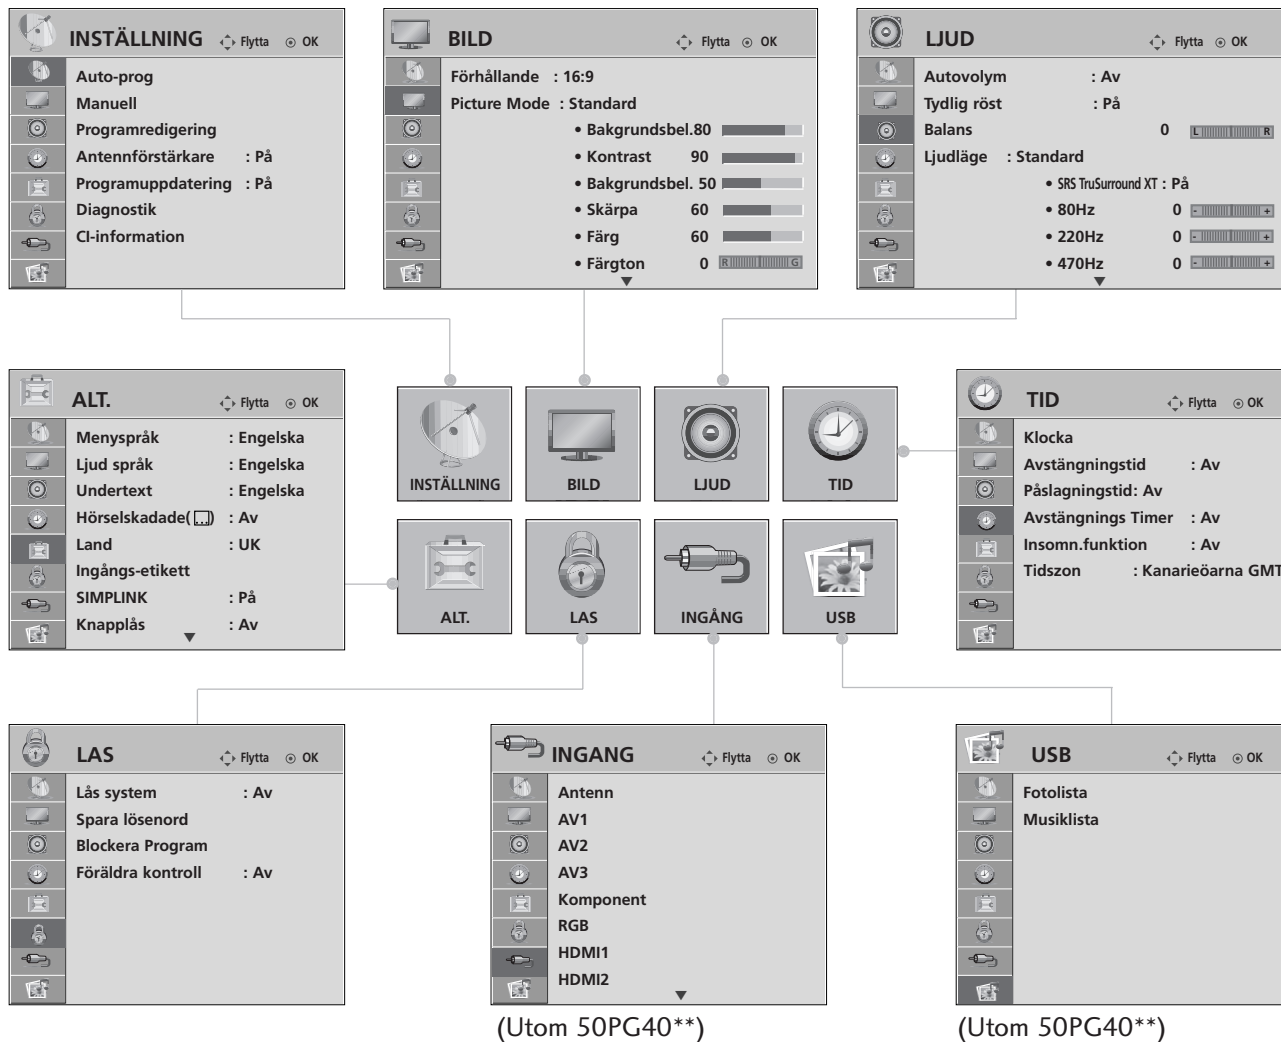 INSTÄLLNING Flytta OK
Auto-prog
Manuell
Programredigering
Antennförstärkare : På
Programuppdatering : På
Diagnostik
CI-information
BILD Flytta OK
Förhållande : 16:9
Picture Mode : Standard
• Bakgrundsbel.80
• Kontrast 90
• Bakgrundsbel. 50
• Skärpa 60
• Färg 60
• Färgton 0 R G
LJUD Flytta OK
Autovolym : Av
Tydlig röst : På
Balans 0 L R
Ljudläge : Standard
• SRS TruSurround XT : På
• 80Hz 0 - +
• 220Hz 0 - +
• 470Hz 0 - +
ALT. Flytta OK
Menyspråk : Engelska
Ljud språk : Engelska
Undertext : Engelska
Hörselskadade( ) : Av
Land : UK
Ingångs-etikett
SIMPLINK : På
Knapplås : Av
INSTÄLLNING
BILD
LJUD
TID
ALT.
LAS
INGÅNG
USB
TID Flytta OK
Klocka
Avstängningstid : Av
Påslagningstid: Av
Avstängnings Timer : Av
Insomn.funktion : Av
Tidszon : Kanarieöarna GMT
LAS Flytta OK
Lås system : Av
Spara lösenord
Blockera Program
Föräldra kontroll : Av
INGANG Flytta OK
Antenn
AV1
AV2
AV3
Komponent
RGB
HDMI1
HDMI2
(Utom 50PG40**)
USB Flytta OK
Fotolista
Musiklista
(Utom 50PG40**)